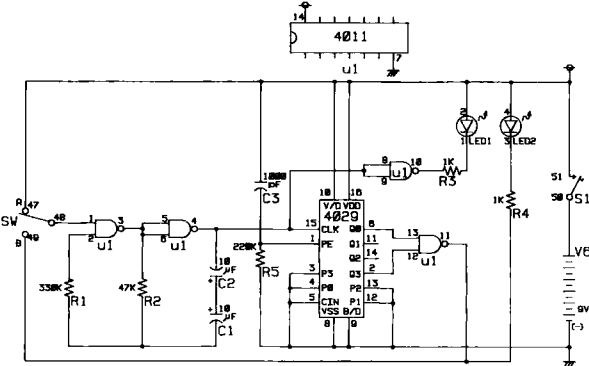 14
4011
7
u1
2
1 LED1
4
3 LED2
1K
R3
8
9
10
u1
1000
pF
C3
10 16
U/D VDD
4029
15 CLK Q0 6
1 PE Q1 11
Q2 14
3 P3 Q3 2
4 P0 P2 13
5 CIN P1 12
VSS B/D
8 9
13
12
11
u1
1K
R4
51
50
S1
A 47
SW
48
B 49
1
2
3
u1
5
6
4
u1
330K
R1
47K
R2
10
µF
C2
10
µF
C1
220K
R5
+
+
+
V6
9V
(-)